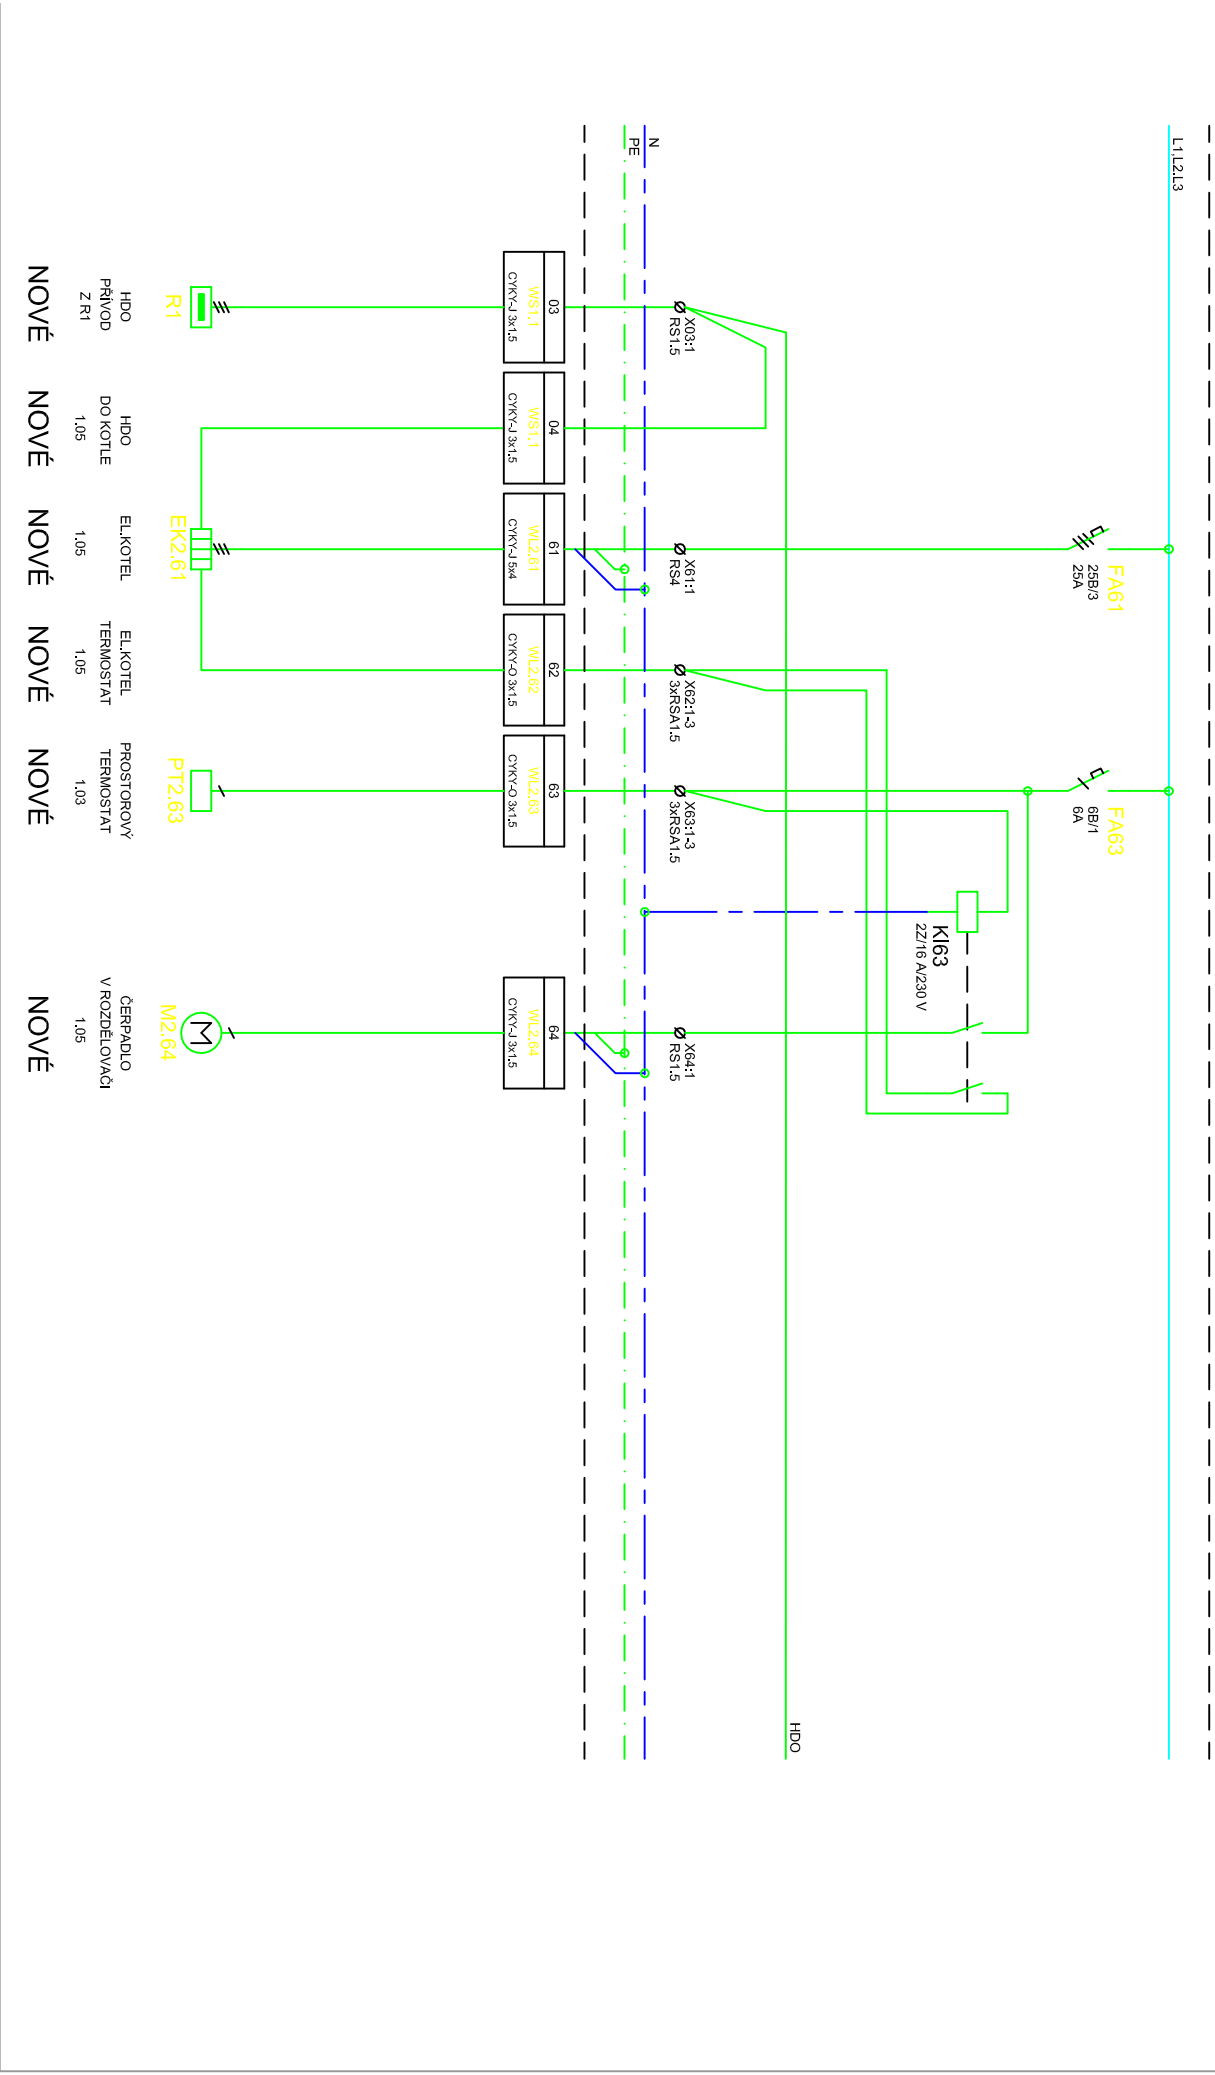 L1,L2,L3
FA61
25B/3
25A
FA63
6B/1
6A
KI63
2Z/16 A/230 V
HDO
N
PE
X03:1
RS1.5
X61:1
RS4
X62:1-3
3xRSA1.5
X63:1-3
3xRSA1.5
X64:1
RS1.5
03
WS1.1
CYKY-J 3x1.5
04
WS1.1
CYKY-J 3x1.5
61
WL2.61
CYKY-J 5x4
62
WL2.62
CYKY-O 3x1.5
63
WL2.63
CYKY-O 3x1.5
64
WL2.64
CYKY-J 3x1.5
R1
HDO
PŘÍVOD
Z R1
NOVÉ
HDO
DO KOTLE
1.05
NOVÉ
EK2.61
EL.KOTEL
1.05
NOVÉ
EL.KOTEL
TERMOSTAT
1.05
NOVÉ
PT2.63
PROSTOROVÝ
TERMOSTAT
1.03
NOVÉ
M
M2.64
ČERPADLO
V ROZDĚLOVAČI
1.05
NOVÉ